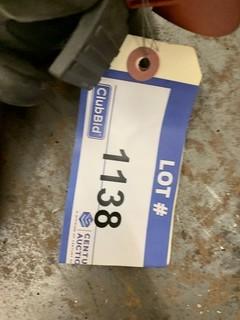 LOT #
1138
ClubBid
CENTU
AUCTIO